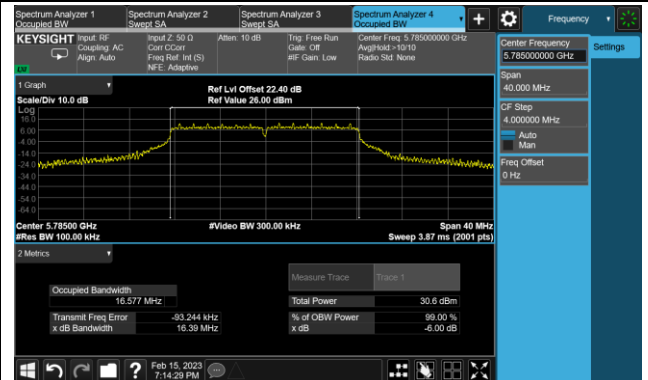 Spectrum Analyzer 1
Occupied BW
Spectrum Analyzer 2
Swept SA
Spectrum Analyzer 3
Swept SA
Spectrum Analyzer 4
Occupied BW
Frequency
KEYSIGHT
Input: RF
Coupling: AC
Align: Auto
Input Z: 50 Ω
Corr CCorr
Freq Ref: Int (S)
NFE: Adaptive
Atten: 10 dB
Trig: Free Run
Gate: Off
#IF Gain: Low
Center Freq: 5.785000000 GHz
Avg|Hold:>10/10
Radio Std: None
Center Frequency
5.785000000 GHz
Settings
Span
40.000 MHz
CF Step
4.000000 MHz
Auto
Man
Freq Offset
0 Hz
1 Graph
Scale/Div 10.0 dB
Ref Lvl Offset 22.40 dB
Ref Value 26.00 dBm
Log
16.0
6.00
-4.00
-14.0
-24.0
-34.0
-44.0
-54.0
-64.0
Center 5.78500 GHz
#Res BW 100.00 kHz
#Video BW 300.00 kHz
Span 40 MHz
Sweep 3.87 ms (2001 pts)
2 Metrics
Measure Trace
Trace 1
Occupied Bandwidth
16.577 MHz
Total Power
30.6 dBm
Transmit Freq Error
-93.244 kHz
% of OBW Power
99.00 %
x dB Bandwidth
16.39 MHz
x dB
-6.00 dB
Feb 15, 2023
7:14:29 PM